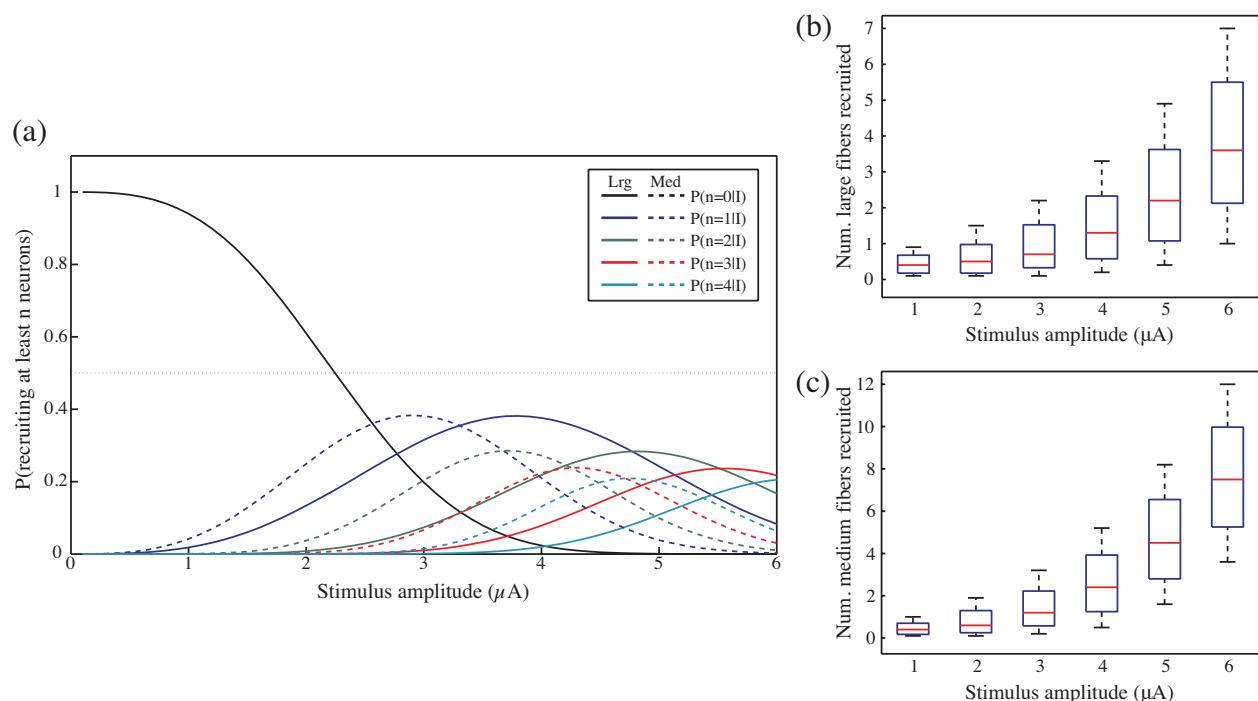 (a)
P(recruiting at least n neurons)
1
0.8
0.6
0.4
0.2
0
0 1 2 3 4 5 6
Stimulus amplitude (μA)
Lrg Med
P(n=0|I)
P(n=1|I)
P(n=2|I)
P(n=3|I)
P(n=4|I)
(b)
Num. large fibers recruited
7
6
5
4
3
2
1
0
1 2 3 4 5 6
Stimulus amplitude (μA)
(c)
Num. medium fibers recruited
12
10
8
6
4
2
0
1 2 3 4 5 6
Stimulus amplitude (μA)